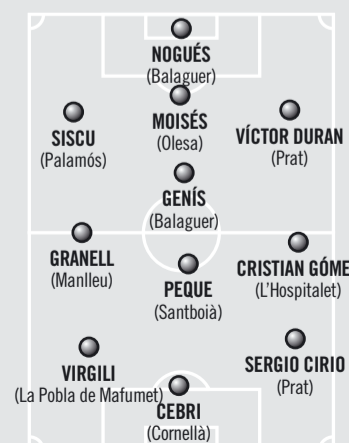 NOGUÉS
(Balaguer)
MOISÉS
(Olesa)
SISCU
(Palamós)
VÍCTOR DURAN
(Prat)
GENÍS
(Balaguer)
GRANELL
(Manlleu)
CRISTIAN GÓME
(L'Hospitalet)
PEQUE
(Santboià)
VIRGILI
(La Pobla de Mafumet)
SERGIO CIRIO
(Prat)
CEBRI
(Cornellà)